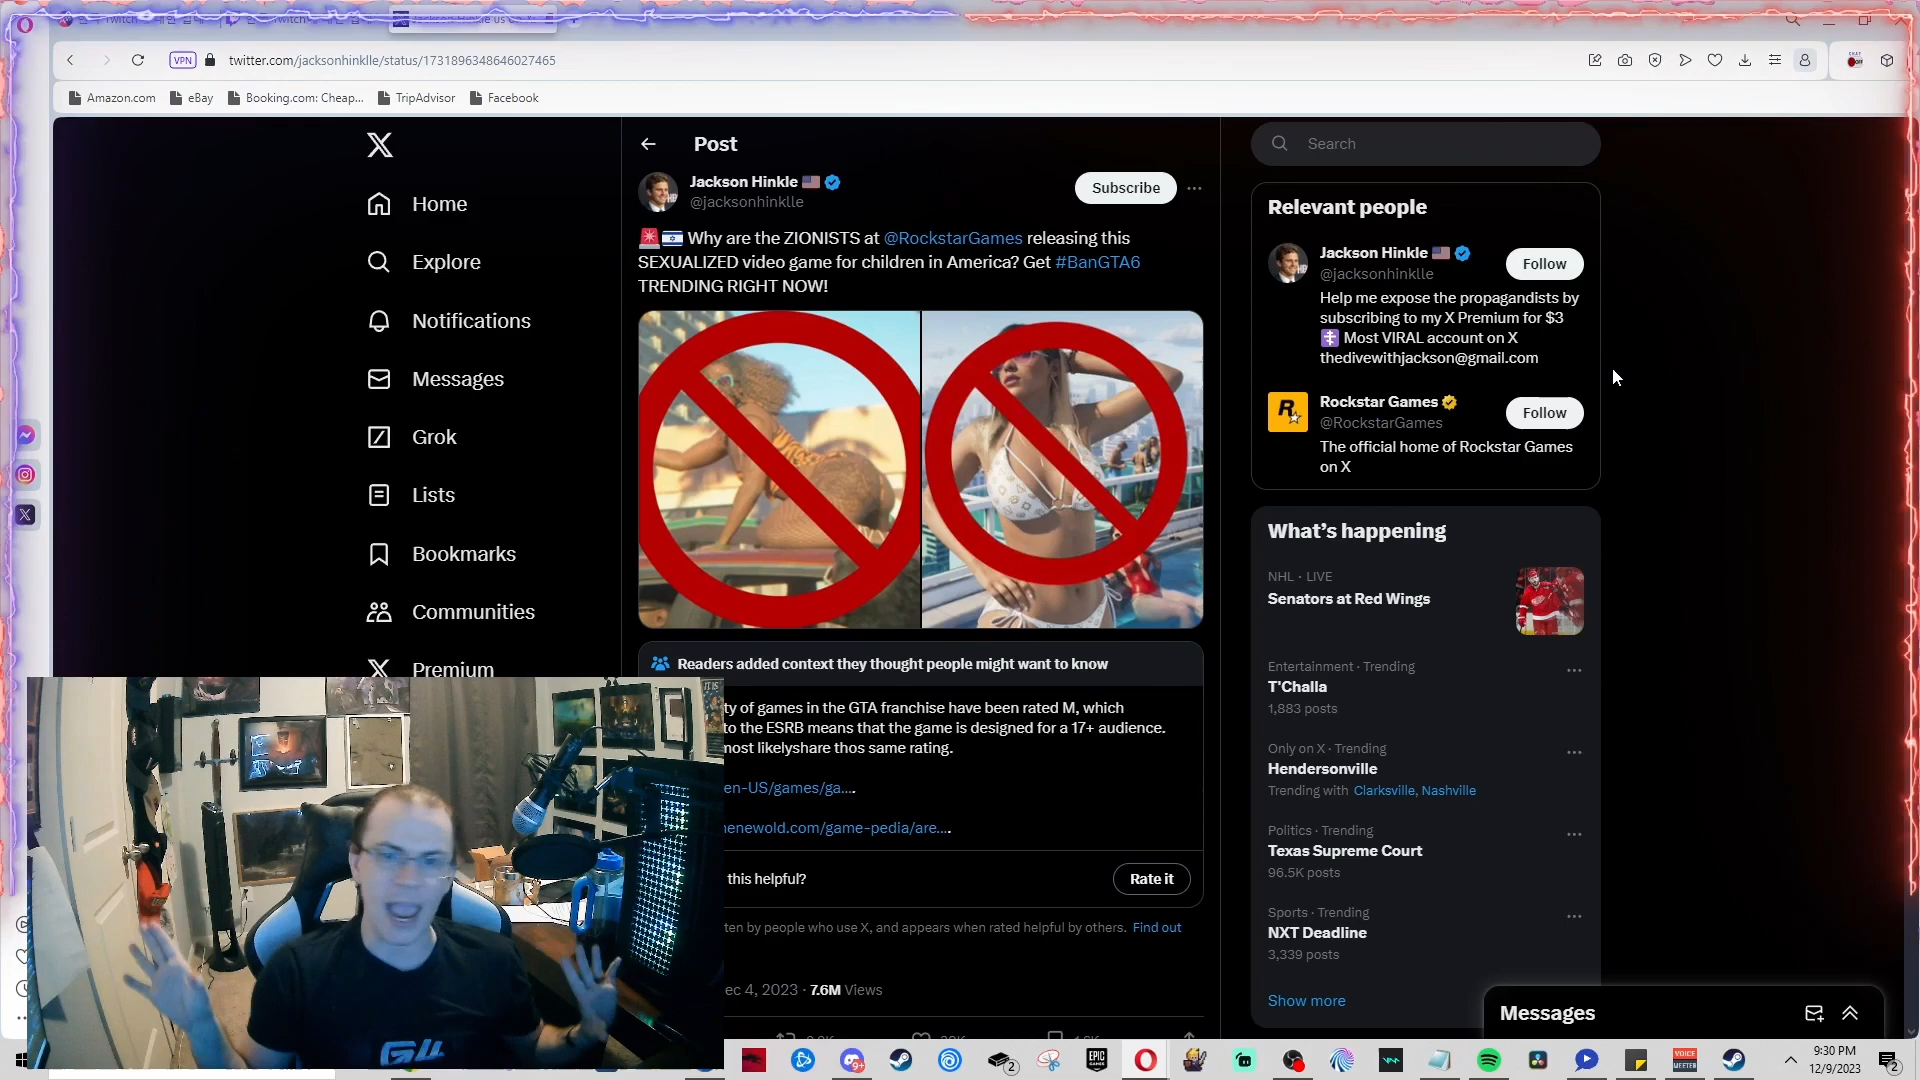 twitter.com/jacksonhinklle/status/1731896348646027465
VPN
Amazon.com
eBay
Booking.com: Cheap...
TripAdvisor
Facebook
Home
Explore
Notifications
Messages
Grok
Lists
Bookmarks
Communities
Premium
Post
Jackson Hinkle
@jacksonhinklle
Subscribe
Why are the ZIONISTS at @RockstarGames releasing this
SEXUALIZED video game for children in America? Get #BanGTA6
TRENDING RIGHT NOW!
Readers added context they thought people might want to know
ty of games in the GTA franchise have been rated M, which
to the ESRB means that the game is designed for a 17+ audience.
most likelyshare thos same rating.
en-US/games/ga....
enewold.com/game-pedia/are....
this helpful?
Rate it
ten by people who use X, and appears when rated helpful by others. Find out
ec 4, 2023 · 7.6M Views
Search
Relevant people
Jackson Hinkle
@jacksonhinklle
Follow
Help me expose the propagandists by
subscribing to my X Premium for $3
Most VIRAL account on X
thedivewithjackson@gmail.com
Rockstar Games
@RockstarGames
Follow
The official home of Rockstar Games
on X
What's happening
NHL · LIVE
Senators at Red Wings
Entertainment · Trending
T'Challa
1,883 posts
Only on X · Trending
Hendersonville
Trending with Clarksville, Nashville
Politics · Trending
Texas Supreme Court
96.5K posts
Sports · Trending
NXT Deadline
3,339 posts
Show more
Messages
EPIC
GAMES
VOICE
MEETER
9:30 PM
12/9/2023